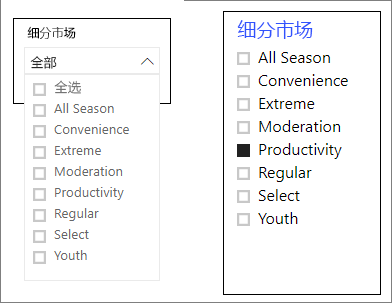 细分市场
全部
全选
All Season
Convenience
Extreme
Moderation
Productivity
Regular
Select
Youth
细分市场
All Season
Convenience
Extreme
Moderation
Productivity
Regular
Select
Youth